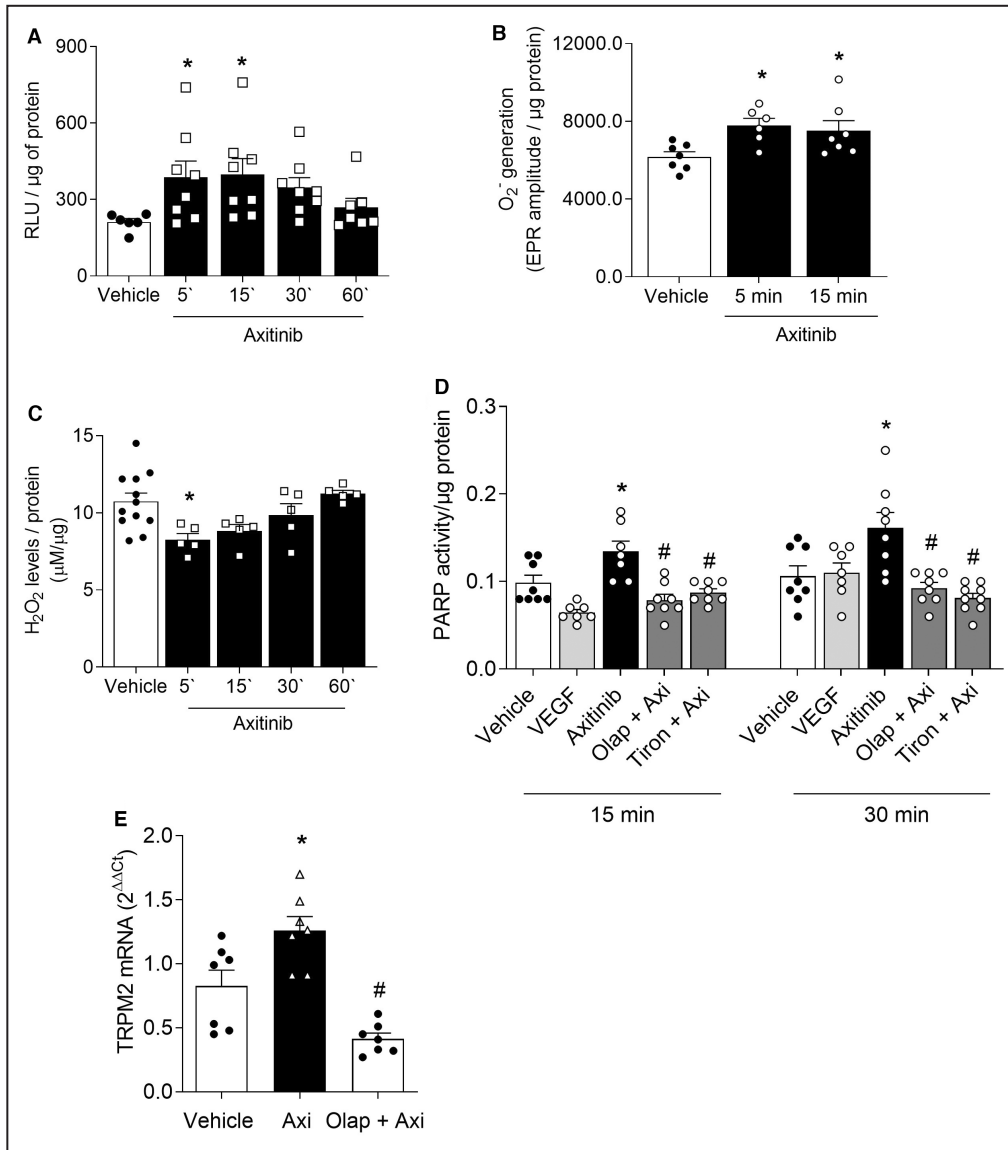 A
900
600
300
0
RLU / µg of protein
* *
Vehicle 5` 15` 30` 60`
Axitinib
B
12000.0
8000.0
4000.0
0.0
O2⁻ generation
(EPR amplitude / µg protein)
* *
Vehicle 5 min 15 min
Axitinib
C
15
10
5
0
H2O2 levels / protein
(µM/µg)
*
Vehicle 5` 15` 30` 60`
Axitinib
D
0.3
0.2
0.1
0.0
PARP activity/µg protein
* # # * # #
Vehicle VEGF Axitinib Olap + Axi Tiron + Axi Vehicle VEGF Axitinib Olap + Axi Tiron + Axi
15 min 30 min
E
2.0
1.5
1.0
0.5
0.0
TRPM2 mRNA (2^ΔΔCt)
* #
Vehicle Axi Olap + Axi